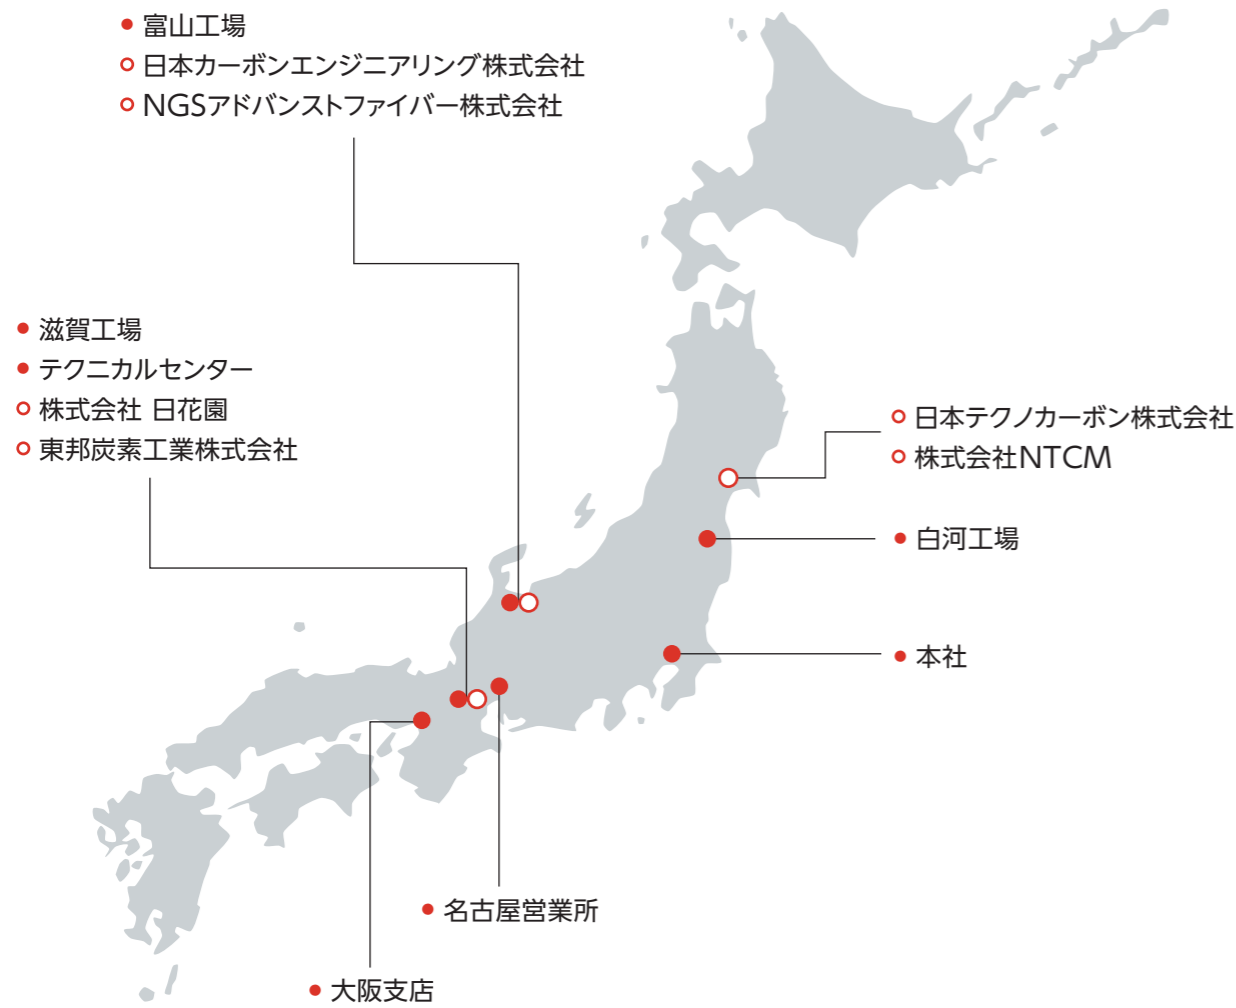 富山工場
日本カーボンエンジニアリング株式会社
NGSアドバンストファイバー株式会社
滋賀工場
テクニカルセンター
株式会社 日花園
東邦炭素工業株式会社
日本テクノカーボン株式会社
株式会社NTCM
白河工場
本社
名古屋営業所
大阪支店